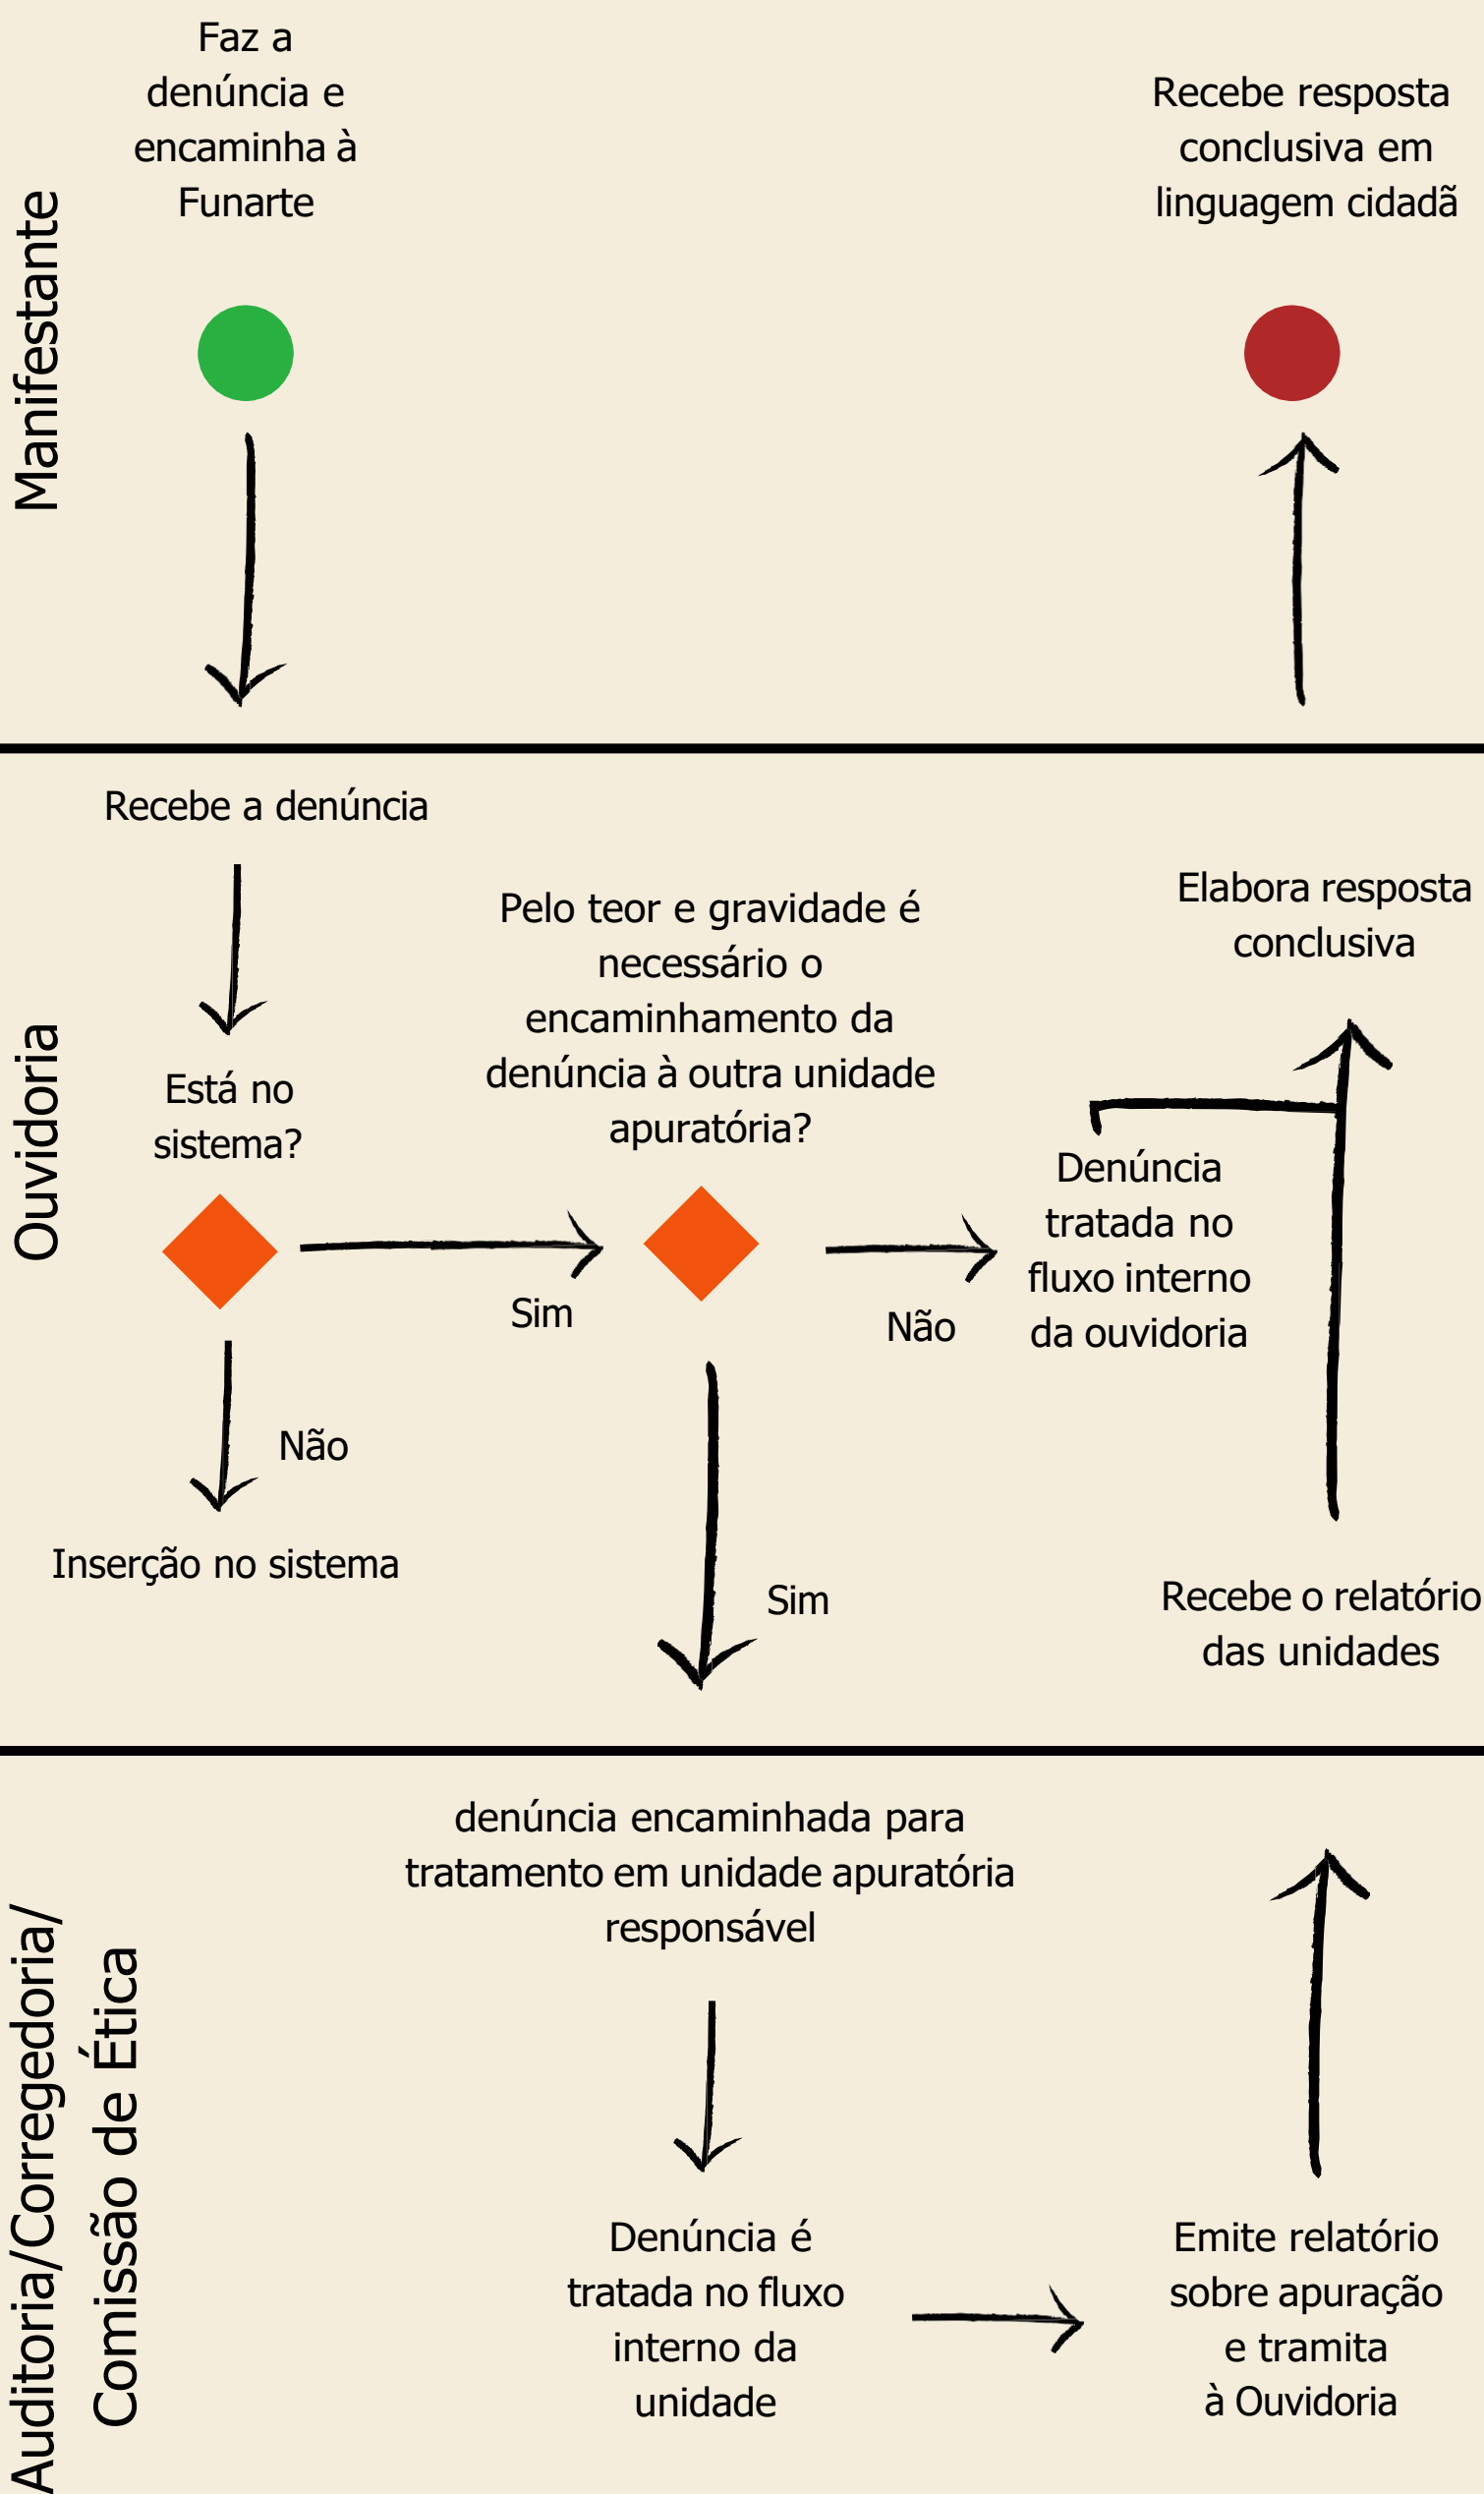 Manifestante
Faz a
denúncia e
encaminha à
Funarte
Recebe resposta
conclusiva em
linguagem cidadã
Ouvidoria
Recebe a denúncia
Está no
sistema?
Não
Inserção no sistema
Sim
Pelo teor e gravidade é
necessário o
encaminhamento da
denúncia à outra unidade
apuratória?
Não
Sim
Denúncia
tratada no
fluxo interno
da ouvidoria
Elabora resposta
conclusiva
Recebe o relatório
das unidades
Auditoria/Corregedoria/
Comissão de Ética
denúncia encaminhada para
tratamento em unidade apuratória
responsável
Denúncia é
tratada no fluxo
interno da
unidade
Emite relatório
sobre apuração
e tramita
à Ouvidoria